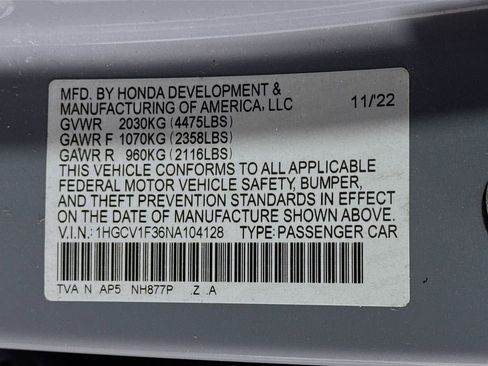 MFD. BY HONDA DEVELOPMENT &
MANUFACTURING OF AMERICA, LLC 11/'22
GVWR 2030KG (4475LBS)
GAWR F 1070KG (2358LBS)
GAWR R 960KG (2116LBS)
THIS VEHICLE CONFORMS TO ALL APPLICABLE
FEDERAL MOTOR VEHICLE SAFETY, BUMPER,
AND THEFT PREVENTION STANDARDS IN EFFECT
ON THE DATE OF MANUFACTURE SHOWN ABOVE.
V.I.N.: 1HGCV1F36NA104128 TYPE: PASSENGER CAR
TVA N AP5 NH877P .Z .A